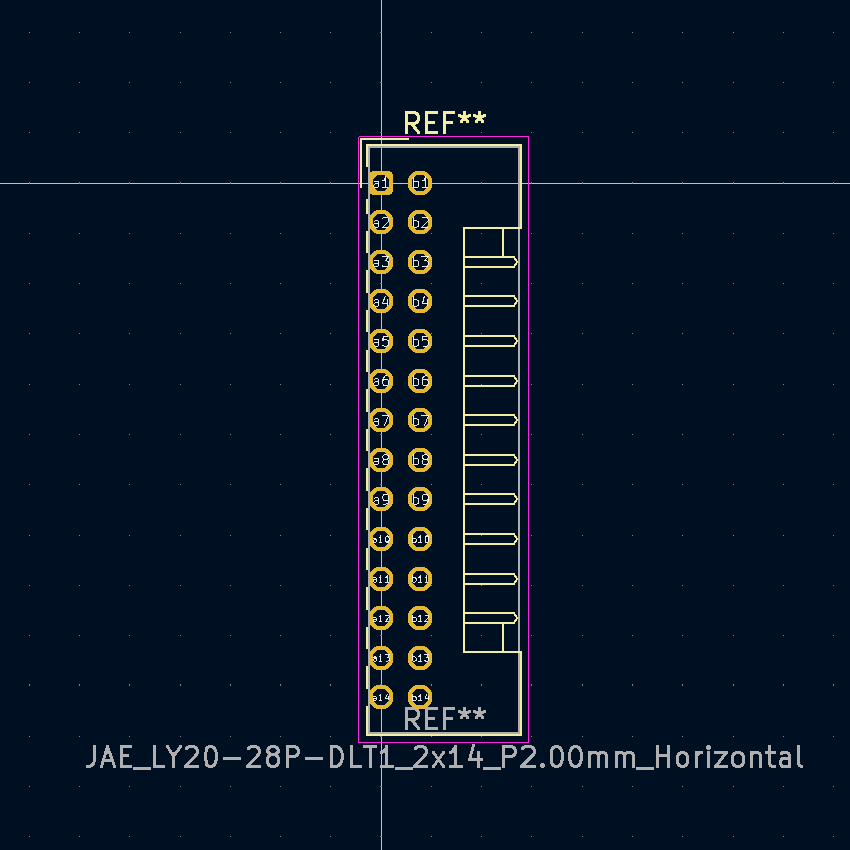 REF**
a1 b1
a2 b2
a3 b3
a4 b4
a5 b5
a6 b6
a7 b7
a8 b8
a9 b9
a10 b10
a11 b11
a12 b12
a13 b13
a14 b14
REF**
JAE_LY20-28P-DLT1_2x14_P2.00mm_Horizontal